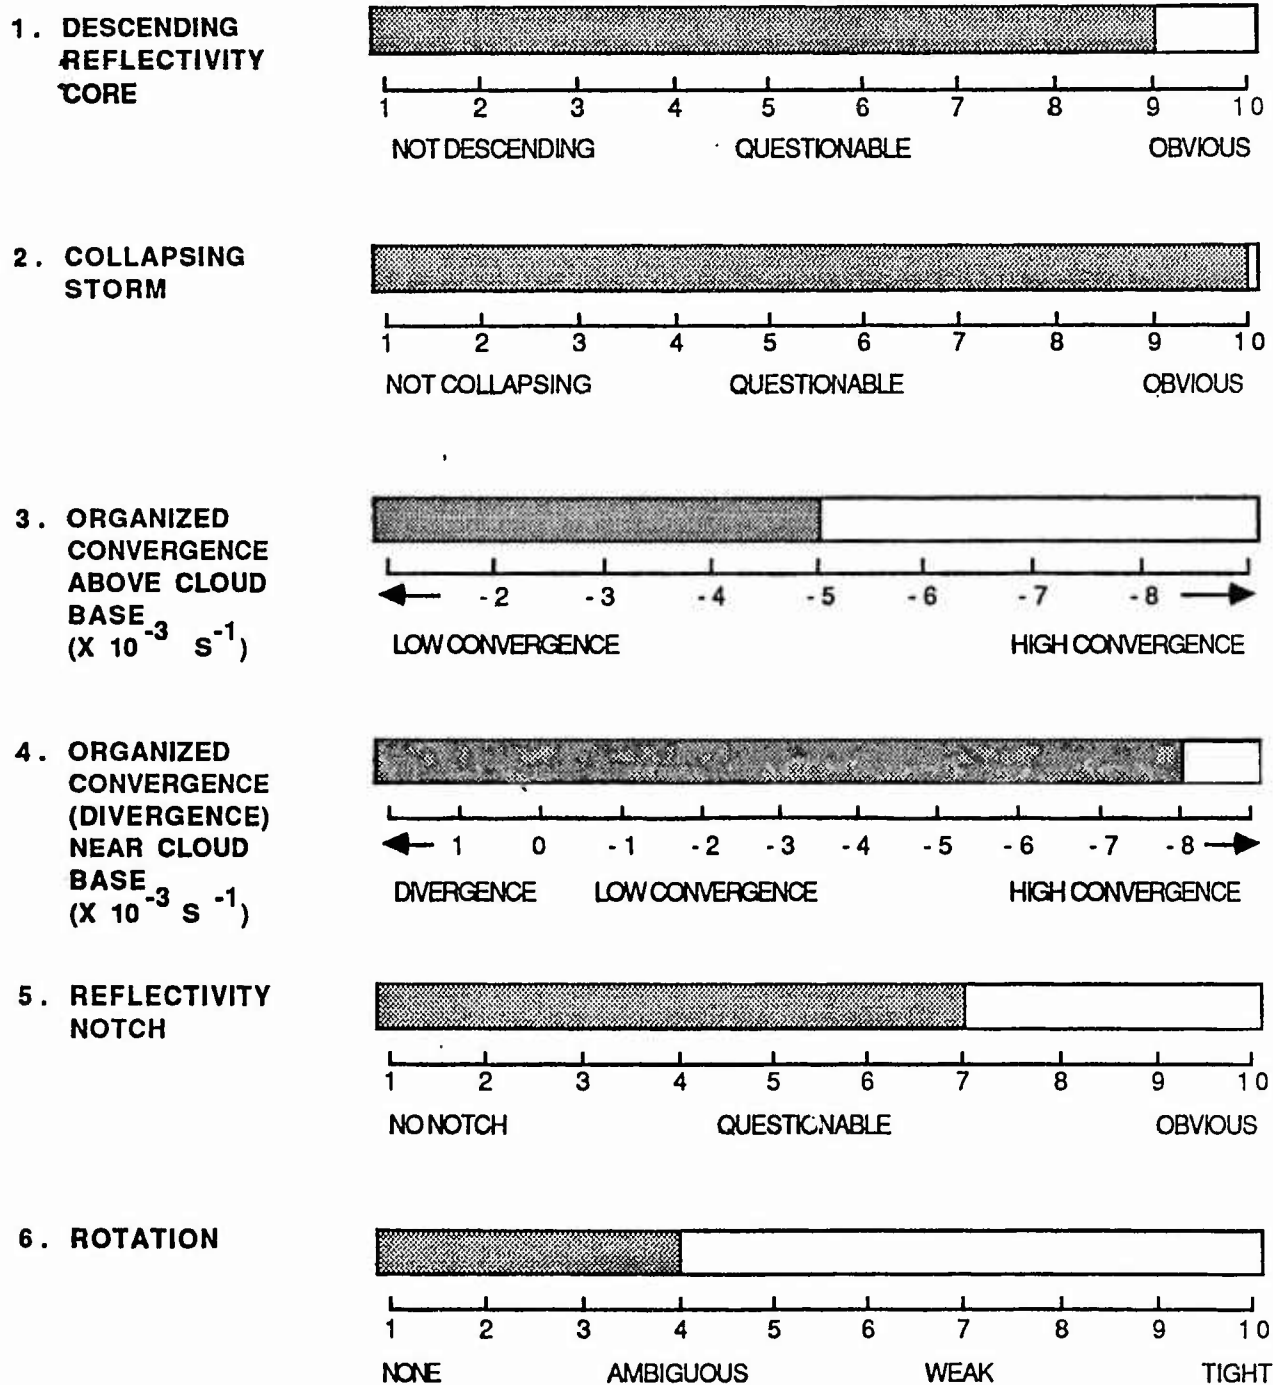 1. DESCENDING
REFLECTIVITY
CORE
1 2 3 4 5 6 7 8 9 10
NOT DESCENDING QUESTIONABLE OBVIOUS
2. COLLAPSING
STORM
1 2 3 4 5 6 7 8 9 10
NOT COLLAPSING QUESTIONABLE OBVIOUS
3. ORGANIZED
CONVERGENCE
ABOVE CLOUD
BASE
(X 10-3 S-1)
-2 -3 -4 -5 -6 -7 -8
LOW CONVERGENCE HIGH CONVERGENCE
4. ORGANIZED
CONVERGENCE
(DIVERGENCE)
NEAR CLOUD
BASE
(X 10-3 S-1)
1 0 -1 -2 -3 -4 -5 -6 -7 -8
DIVERGENCE LOW CONVERGENCE HIGH CONVERGENCE
5. REFLECTIVITY
NOTCH
1 2 3 4 5 6 7 8 9 10
NO NOTCH QUESTIONABLE OBVIOUS
6. ROTATION
1 2 3 4 5 6 7 8 9 10
NONE AMBIGUOUS WEAK TIGHT